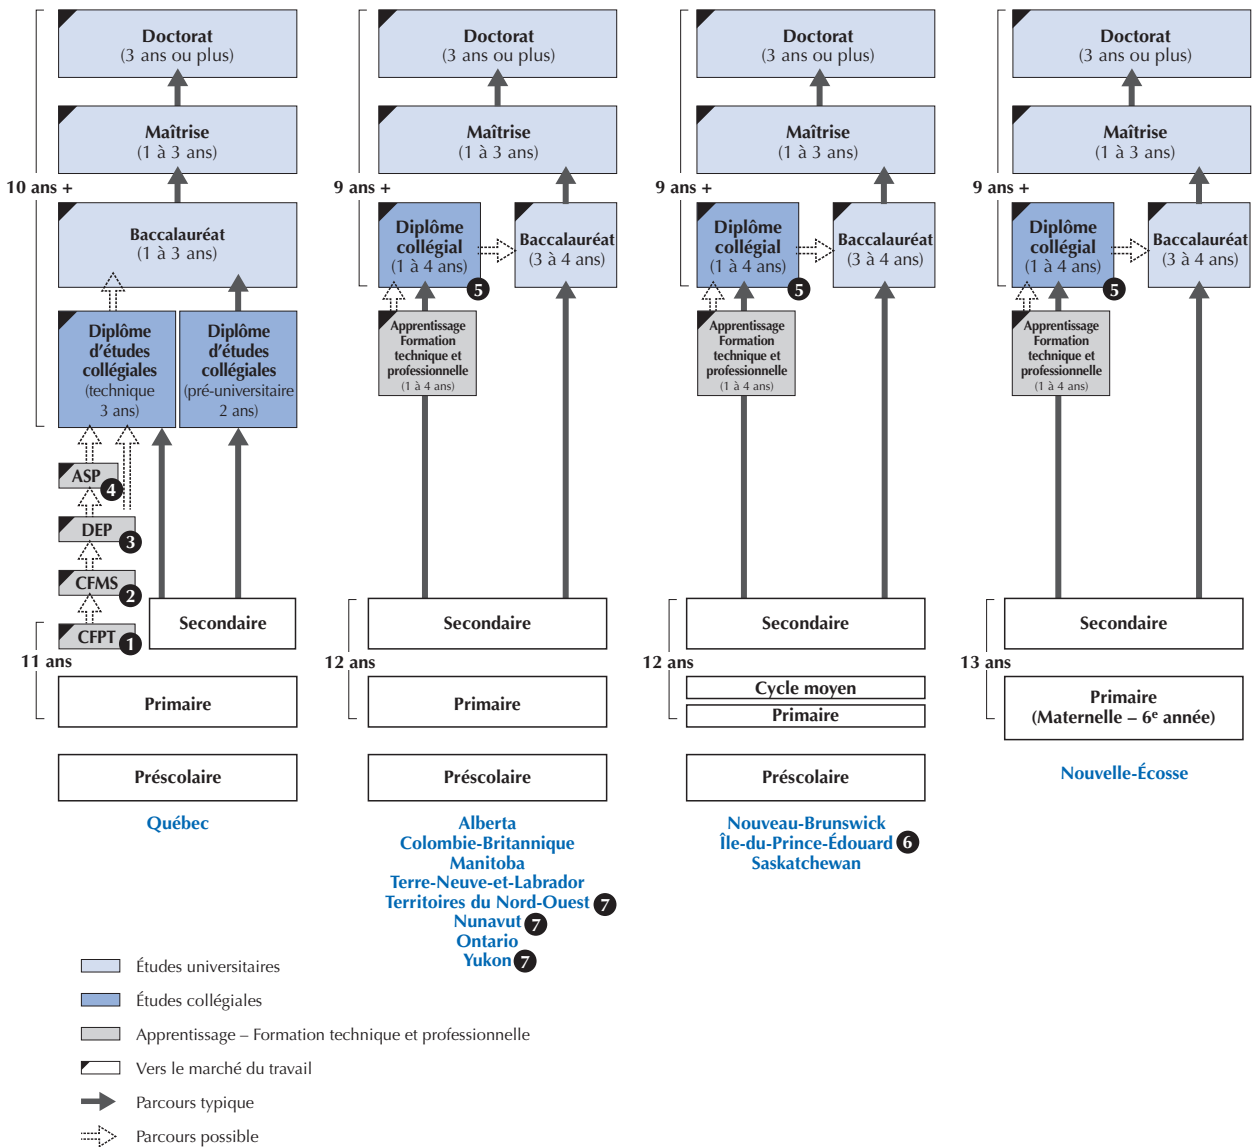 Doctorat
(3 ans ou plus)
Maîtrise
(1 à 3 ans)
10 ans +
Baccalauréat
(1 à 3 ans)
Diplôme
d'études
collégiales
(technique
3 ans)
Diplôme
d'études
collégiales
(pré-universitaire
2 ans)
ASP
4
DEP
3
CFMS
2
CFPT
1
Secondaire
11 ans
Primaire
Préscolaire
Québec
Doctorat
(3 ans ou plus)
Maîtrise
(1 à 3 ans)
9 ans +
Diplôme
collégial
(1 à 4 ans)
5
Baccalauréat
(3 à 4 ans)
Apprentissage
Formation
technique et
professionnelle
(1 à 4 ans)
Secondaire
12 ans
Primaire
Préscolaire
Alberta
Colombie-Britannique
Manitoba
Terre-Neuve-et-Labrador
Territoires du Nord-Ouest 7
Nunavut 7
Ontario
Yukon 7
Doctorat
(3 ans ou plus)
Maîtrise
(1 à 3 ans)
9 ans +
Diplôme
collégial
(1 à 4 ans)
5
Baccalauréat
(3 à 4 ans)
Apprentissage
Formation
technique et
professionnelle
(1 à 4 ans)
Secondaire
12 ans
Cycle moyen
Primaire
Préscolaire
Nouveau-Brunswick
Île-du-Prince-Édouard 6
Saskatchewan
Doctorat
(3 ans ou plus)
Maîtrise
(1 à 3 ans)
9 ans +
Diplôme
collégial
(1 à 4 ans)
5
Baccalauréat
(3 à 4 ans)
Apprentissage
Formation
technique et
professionnelle
(1 à 4 ans)
Secondaire
13 ans
Primaire
(Maternelle – 6e année)
Nouvelle-Écosse
Études universitaires
Études collégiales
Apprentissage – Formation technique et professionnelle
Vers le marché du travail
Parcours typique
Parcours possible